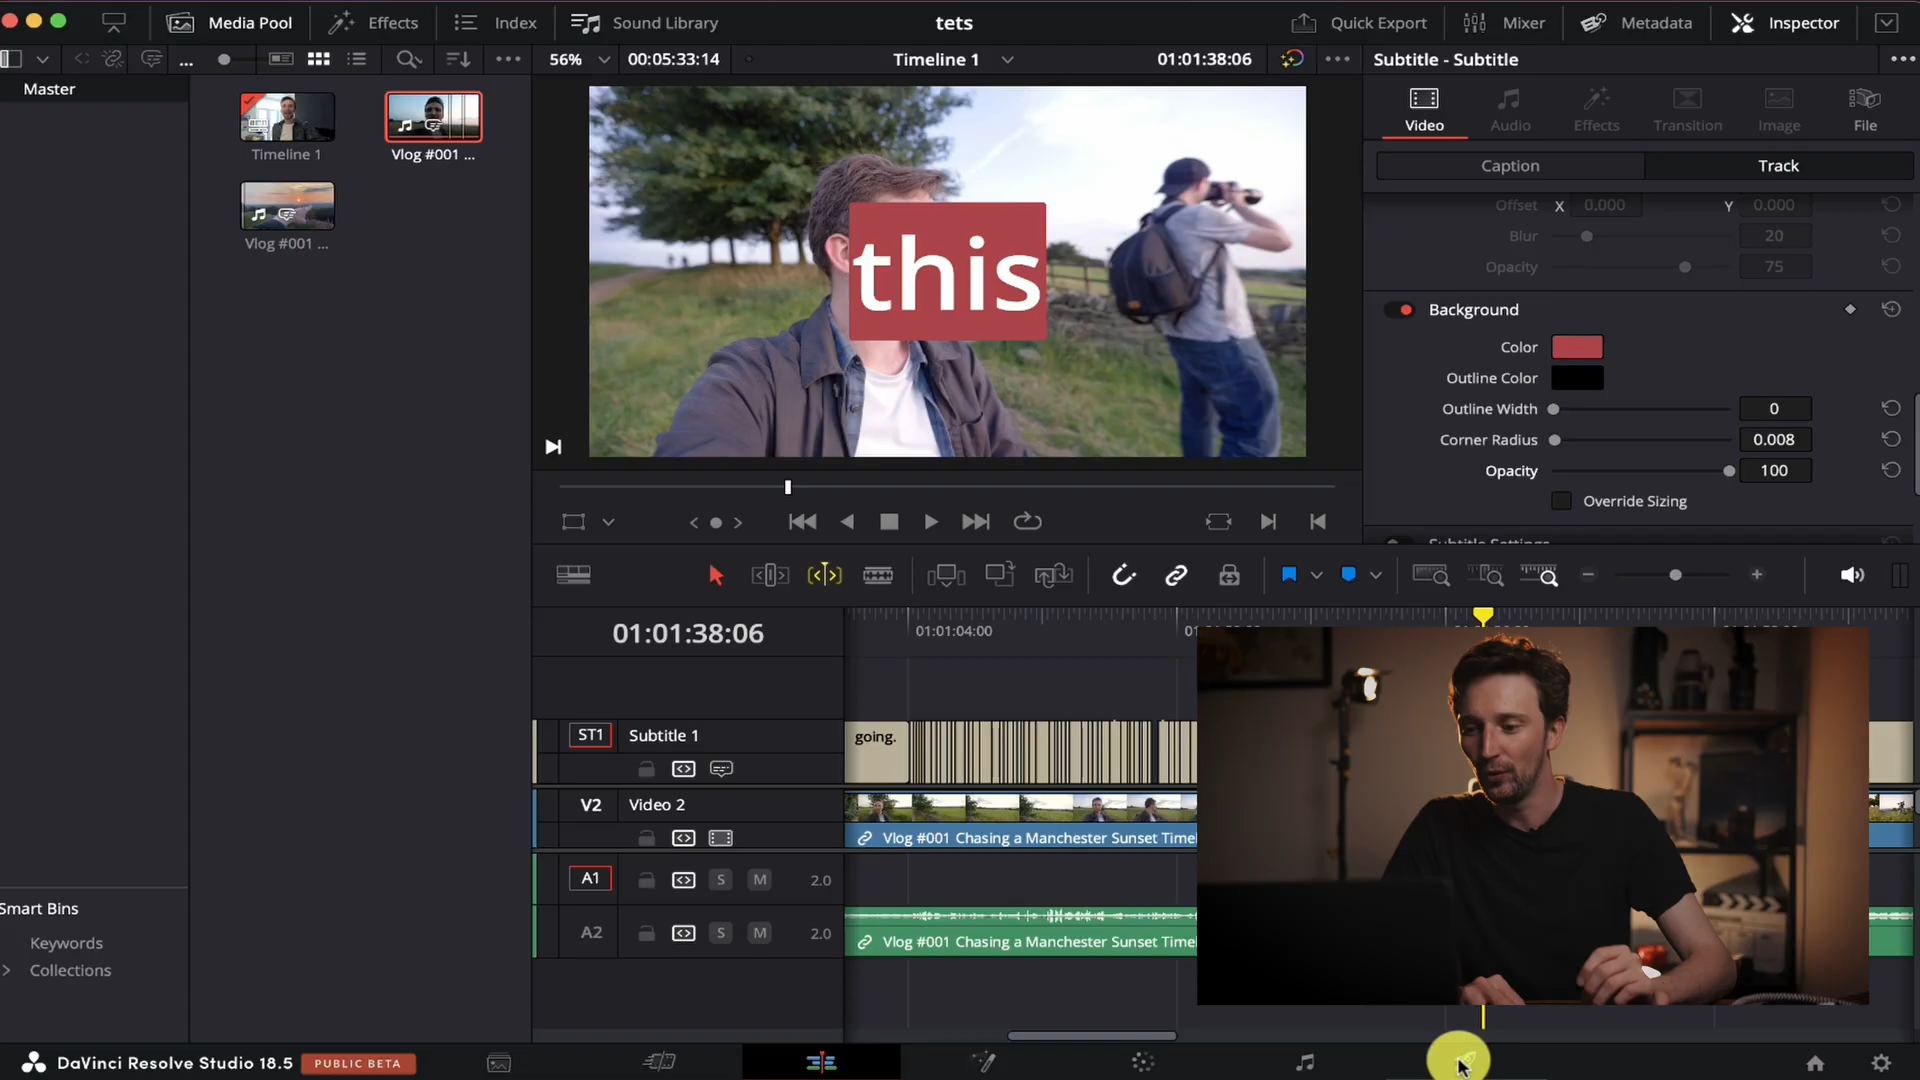 Media Pool
Effects
Index
Sound Library
tets
Quick Export
Mixer
Metadata
Inspector
56%
00:05:33:14
Timeline 1
01:01:38:06
Subtitle - Subtitle
Master
Timeline 1
Vlog #001 ...
Vlog #001 ...
this
Video
Audio
Effects
Transition
Image
File
Caption
Track
Offset X 0.000 Y 0.000
Blur 20
Opacity 75
Background
Color
Outline Color
Outline Width 0
Corner Radius 0.008
Opacity 100
Override Sizing
Subtitle Settings
01:01:38:06
01:01:04:00
ST1 Subtitle 1
going.
V2 Video 2
Vlog #001 Chasing a Manchester Sunset Time
A1 S M 2.0
A2 S M 2.0
Vlog #001 Chasing a Manchester Sunset Time
Smart Bins
Keywords
Collections
DaVinci Resolve Studio 18.5 PUBLIC BETA